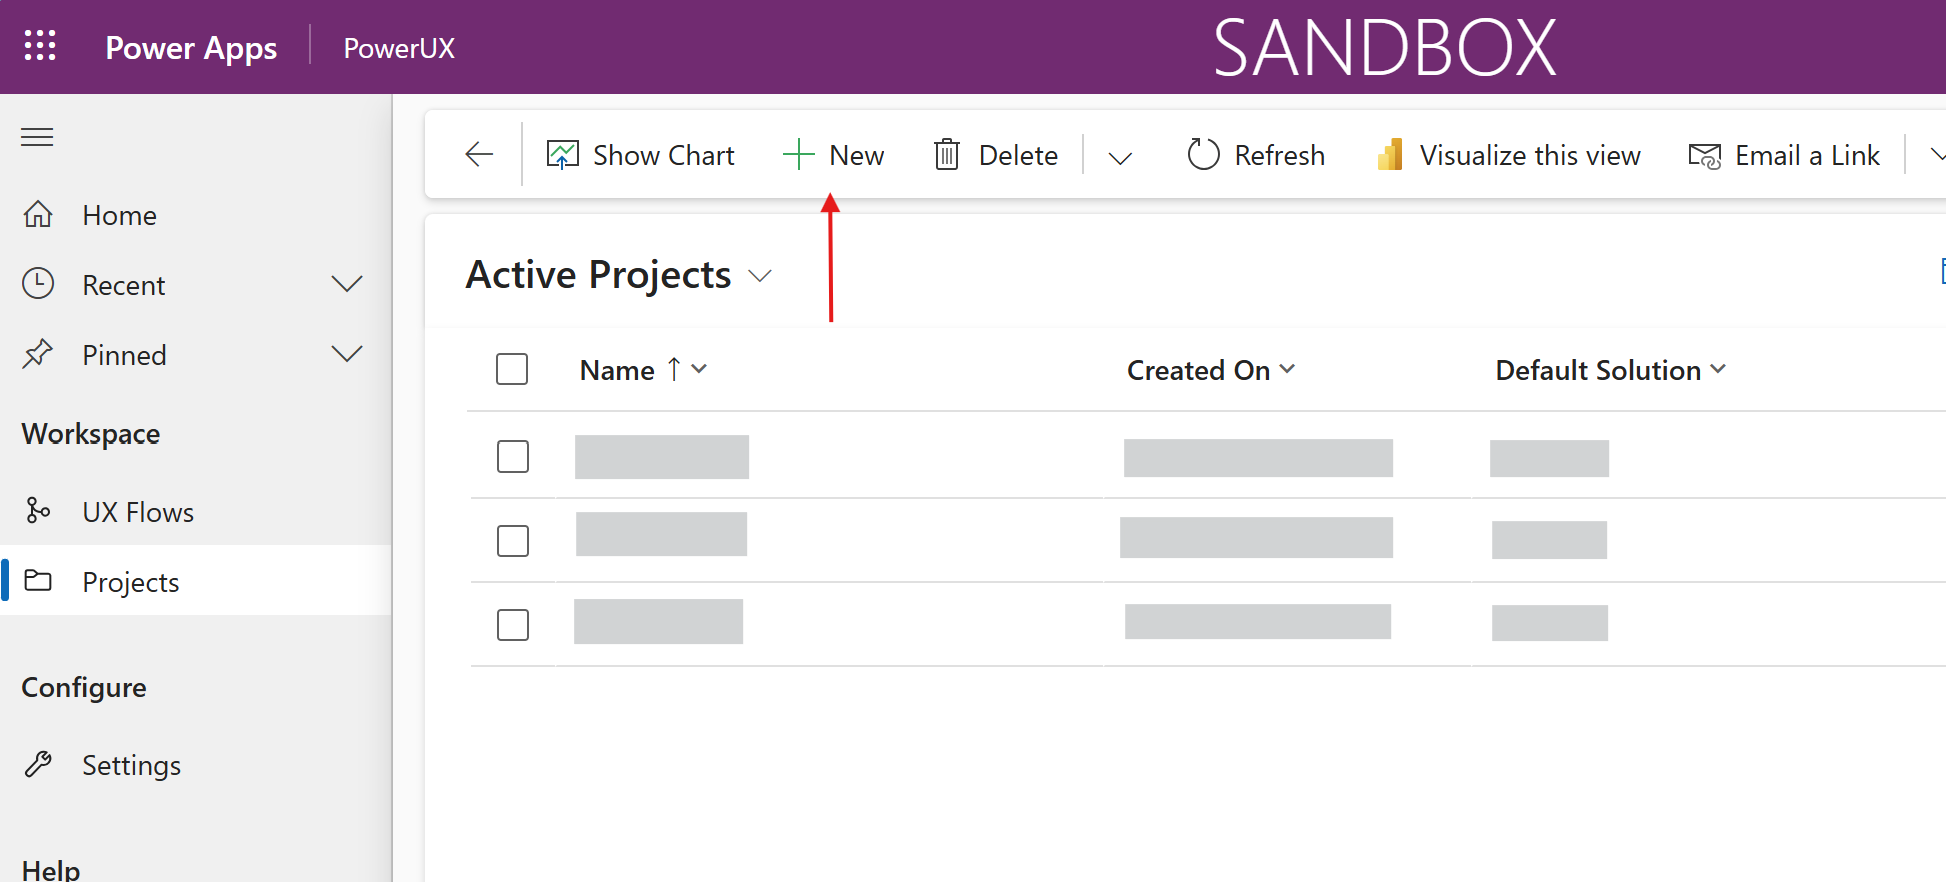 Power Apps PowerUX SANDBOX
Show Chart New Delete Refresh Visualize this view Email a Link
Home
Recent
Pinned
Workspace
UX Flows
Projects
Configure
Settings
Help
Active Projects
Name Created On Default Solution